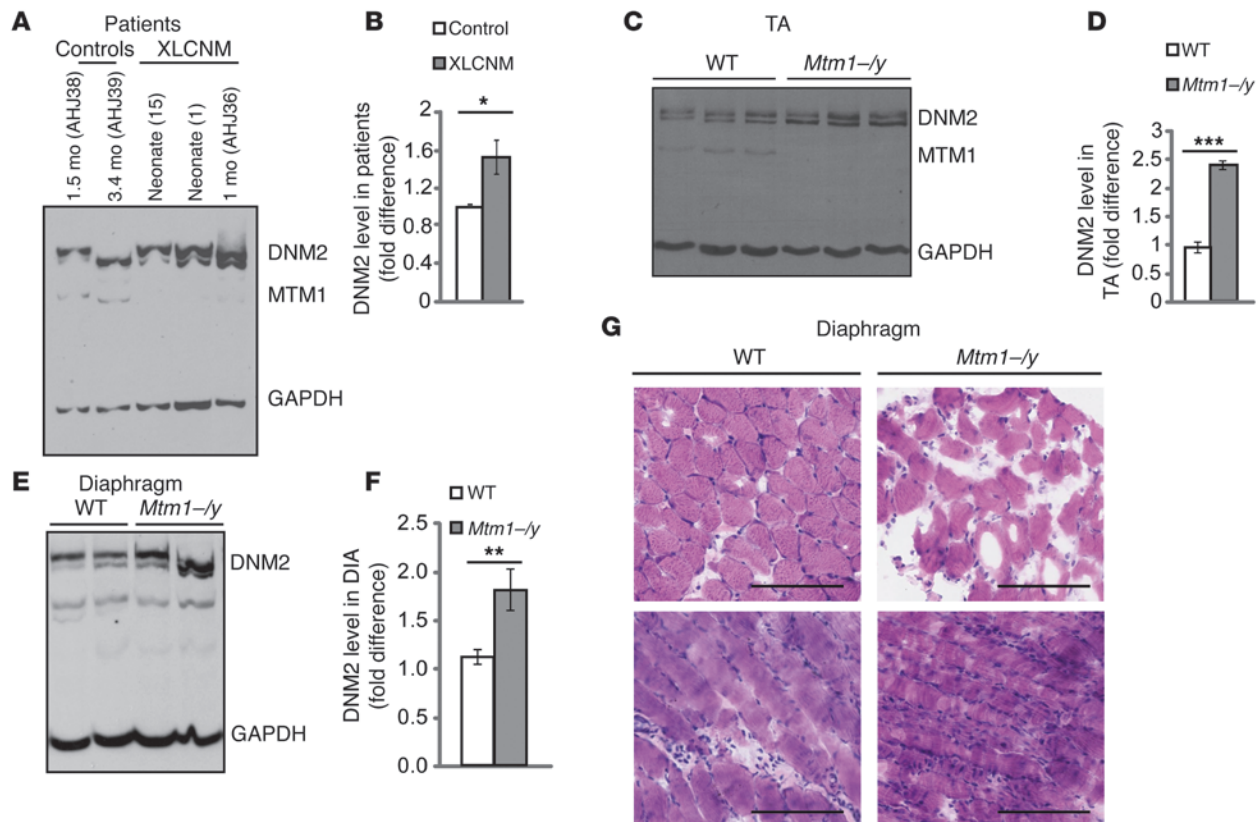 A
Patients
Controls XLCNM
1.5 mo (AHJ38)
3.4 mo (AHJ39)
Neonate (15)
Neonate (1)
1 mo (AHJ36)
DNM2
MTM1
GAPDH
B
Control
XLCNM
*
DNM2 level in patients
(fold difference)
2
1.6
1.2
0.8
0.4
0
C
TA
WT Mtm1–/y
DNM2
MTM1
GAPDH
D
WT
Mtm1–/y
***
DNM2 level in
TA (fold difference)
3
2.5
2
1.5
1
0.5
0
E
Diaphragm
WT Mtm1–/y
DNM2
GAPDH
F
WT
Mtm1–/y
**
DNM2 level in DIA
(fold difference)
2.5
2.0
1.5
1.0
0.5
0.0
G
Diaphragm
WT Mtm1–/y